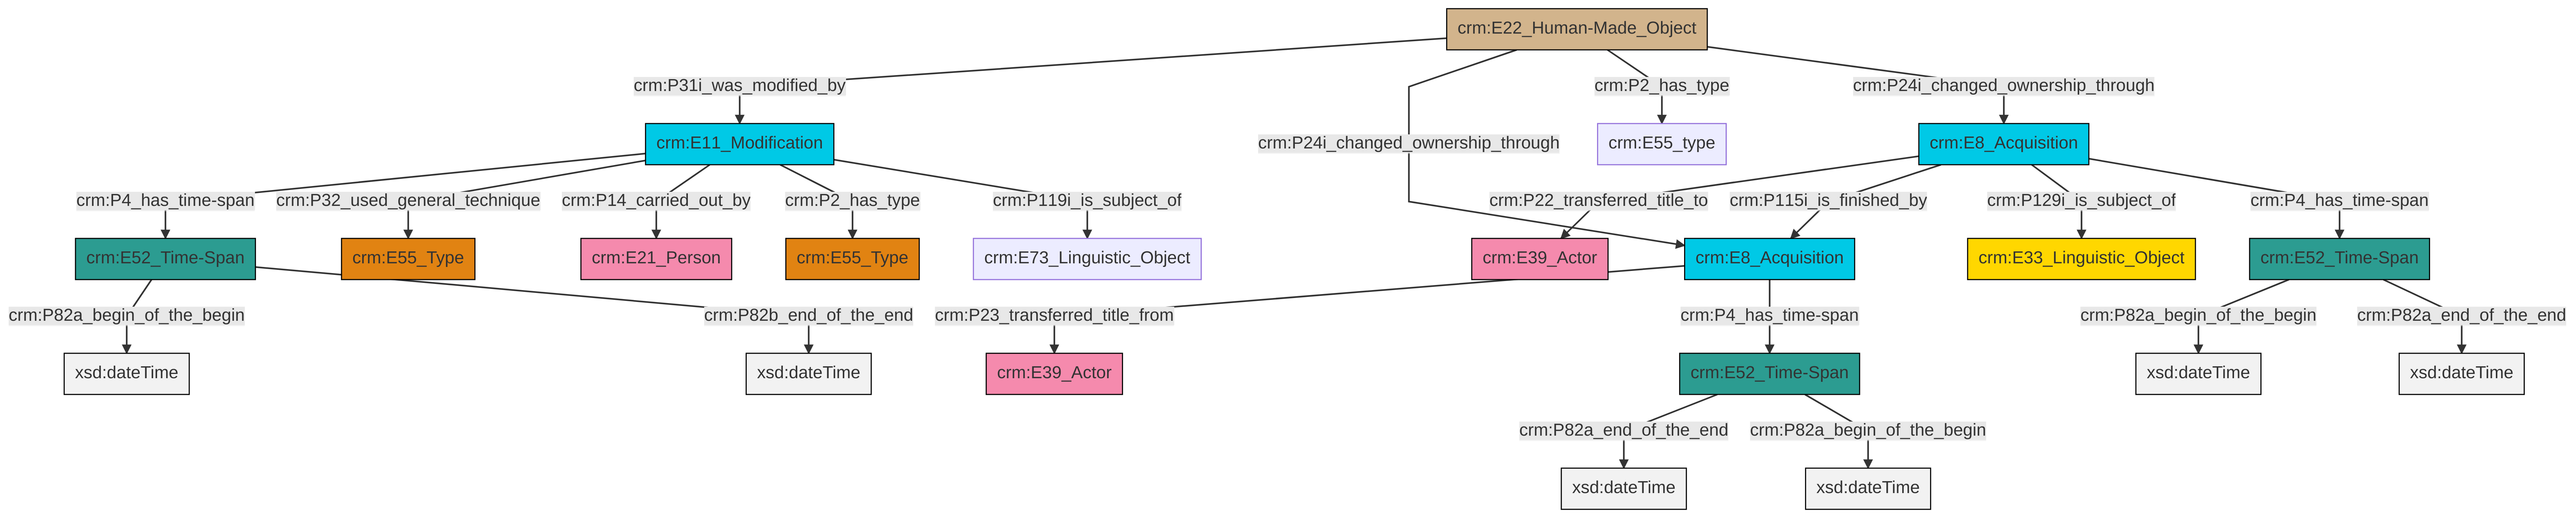 crm:E22_Human-Made_Object
crm:P31i_was_modified_by
crm:P2_has_type
crm:P24i_changed_ownership_through
crm:P24i_changed_ownership_through
crm:E11_Modification
crm:E55_type
crm:E8_Acquisition
crm:P4_has_time-span
crm:P32_used_general_technique
crm:P14_carried_out_by
crm:P2_has_type
crm:P119i_is_subject_of
crm:P22_transferred_title_to
crm:P115i_is_finished_by
crm:P129i_is_subject_of
crm:P4_has_time-span
crm:E52_Time-Span
crm:E55_Type
crm:E21_Person
crm:E55_Type
crm:E73_Linguistic_Object
crm:E39_Actor
crm:E8_Acquisition
crm:E33_Linguistic_Object
crm:E52_Time-Span
crm:P82a_begin_of_the_begin
crm:P82b_end_of_the_end
crm:P23_transferred_title_from
crm:P4_has_time-span
crm:P82a_begin_of_the_begin
crm:P82a_end_of_the_end
xsd:dateTime
xsd:dateTime
crm:E39_Actor
crm:E52_Time-Span
xsd:dateTime
xsd:dateTime
crm:P82a_end_of_the_end
crm:P82a_begin_of_the_begin
xsd:dateTime
xsd:dateTime